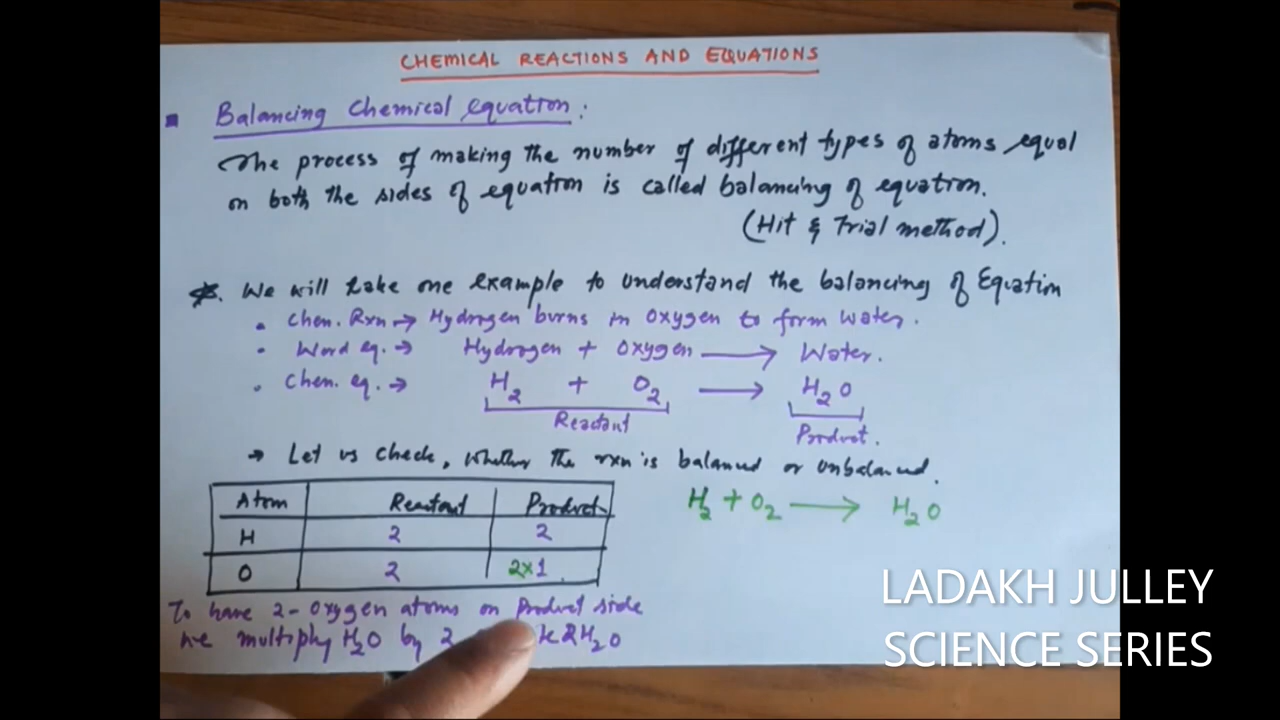 CHEMICAL REACTIONS AND EQUATIONS
Balancing Chemical equation:
The process of making the number of different types of atoms equal
on both the sides of equation is called balancing of equation.
(Hit & Trial method).
We will take one example to understand the balancing of Equation
• Chem. Rxn → Hydrogen burns in Oxygen to form Water.
• Word eq. → Hydrogen + Oxygen → Water.
• Chem. eq. → H₂ + O₂ → H₂O
Reactant Product.
→ Let us check, whether the rxn is balanced or Unbalanced.
H₂ + O₂ → H₂O
Atom Reactant Product
H 2 2
O 2 2×1
To have 2-Oxygen atoms on Product side
we multiply H₂O by 2 2H₂O
LADAKH JULLEY
SCIENCE SERIES